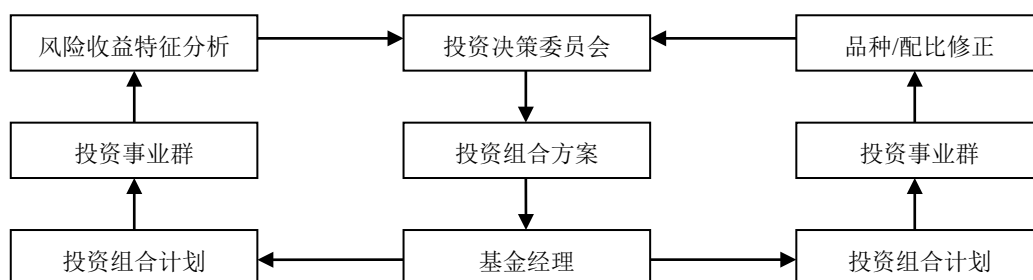 风险收益特征分析
投资决策委员会
品种/配比修正
投资事业群
投资组合方案
投资事业群
投资组合计划
基金经理
投资组合计划